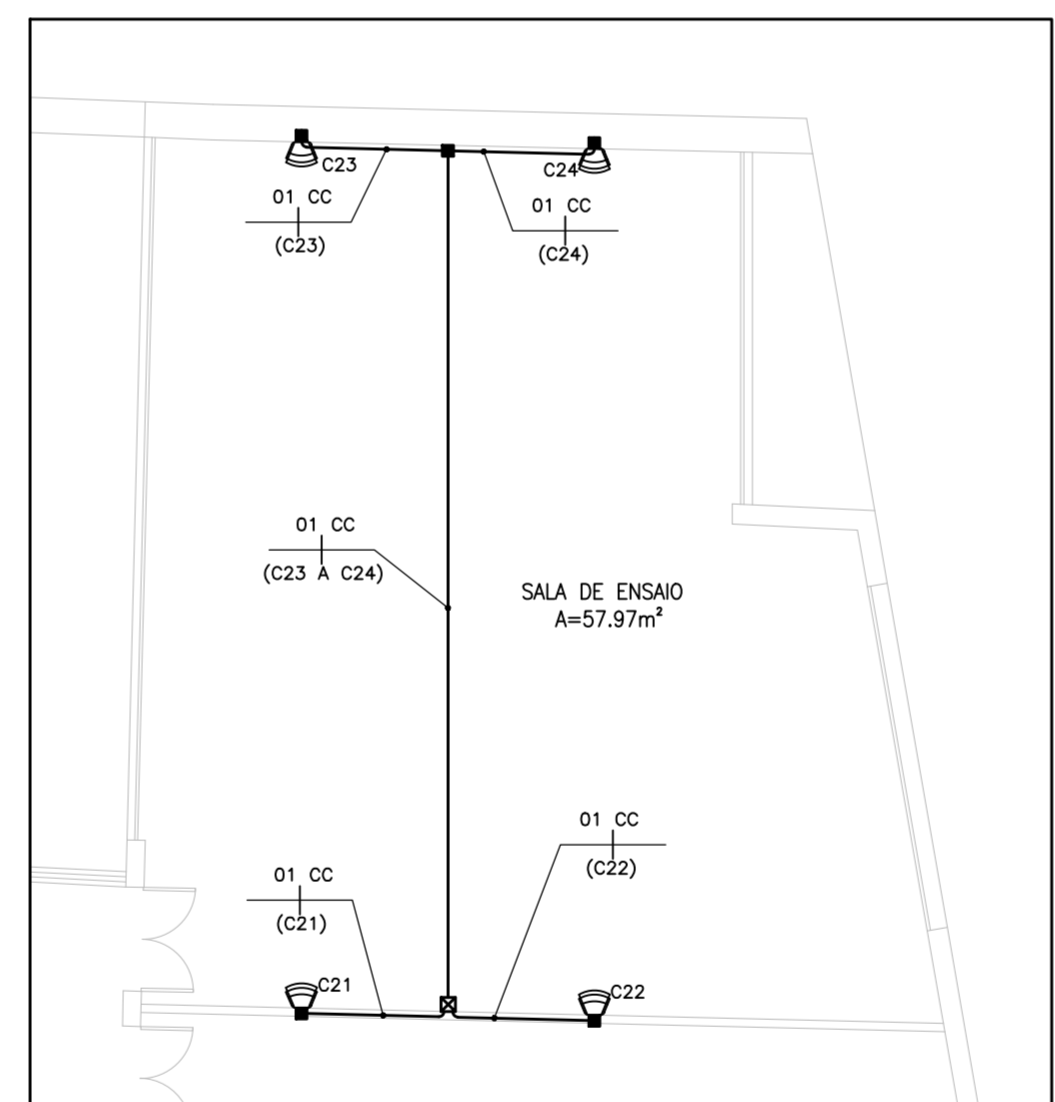 C23
C24
01 CC
(C23)
01 CC
(C24)
01 CC
(C23 A C24)
SALA DE ENSAIO
A=57.97m²
01 CC
(C22)
01 CC
(C21)
C21
C22